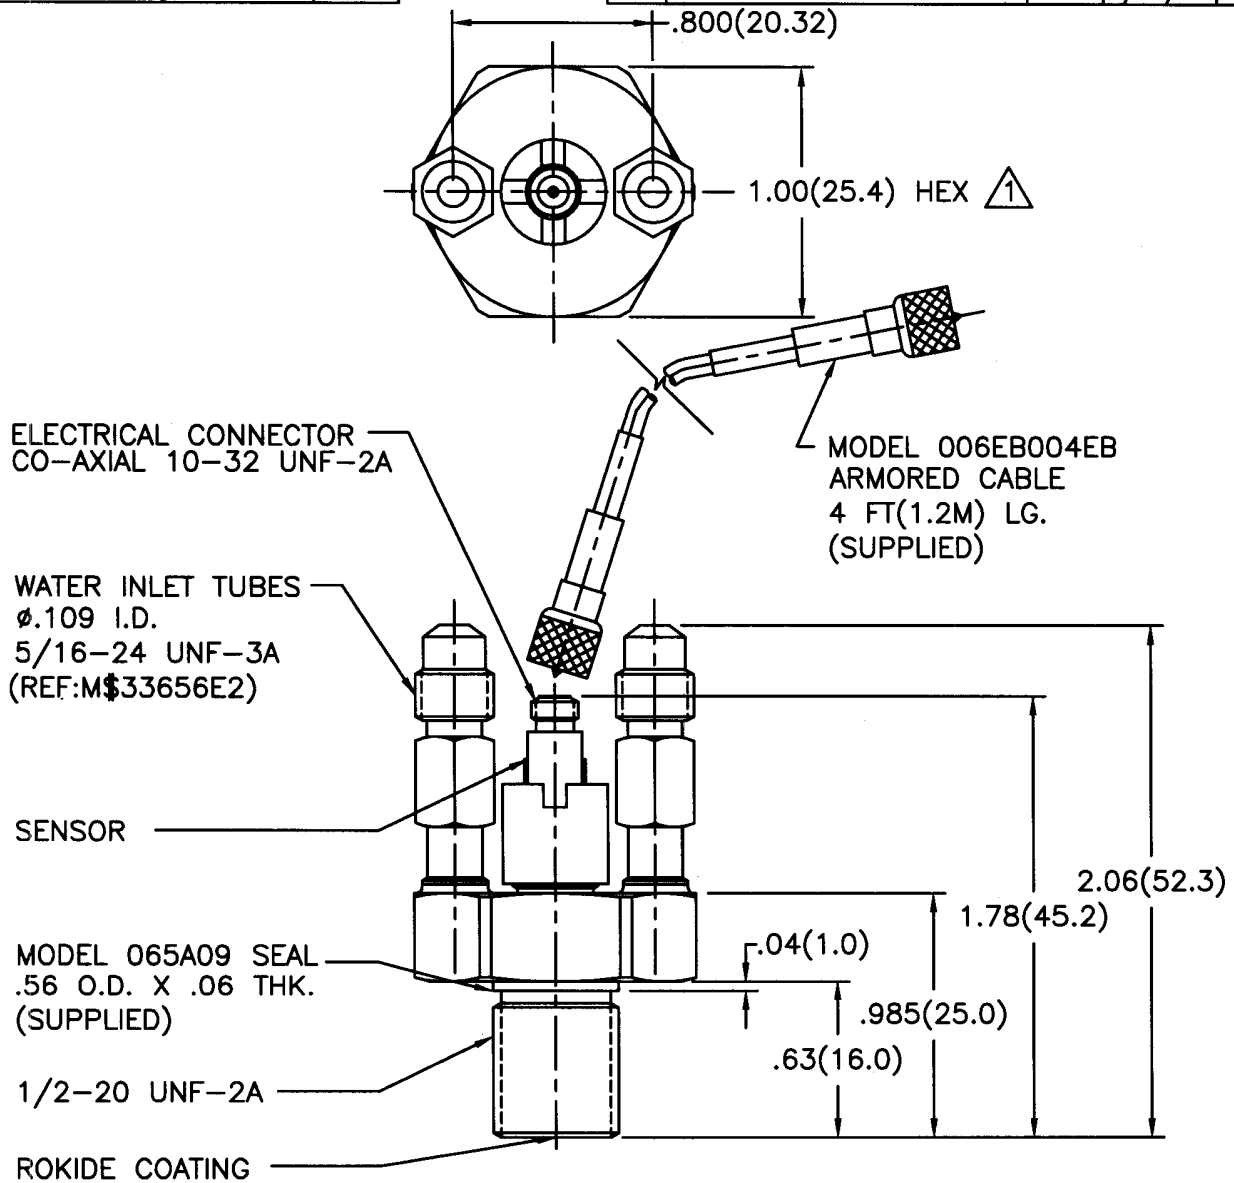 .800(20.32)
1.00(25.4) HEX 1
ELECTRICAL CONNECTOR
CO-AXIAL 10-32 UNF-2A
MODEL 006EB004EB
ARMORED CABLE
4 FT(1.2M) LG.
(SUPPLIED)
WATER INLET TUBES
ø.109 I.D.
5/16-24 UNF-3A
(REF:M$33656E2)
SENSOR
2.06(52.3)
1.78(45.2)
.04(1.0)
MODEL 065A09 SEAL
.56 O.D. X .06 THK.
(SUPPLIED)
.985(25.0)
.63(16.0)
1/2-20 UNF-2A
ROKIDE COATING